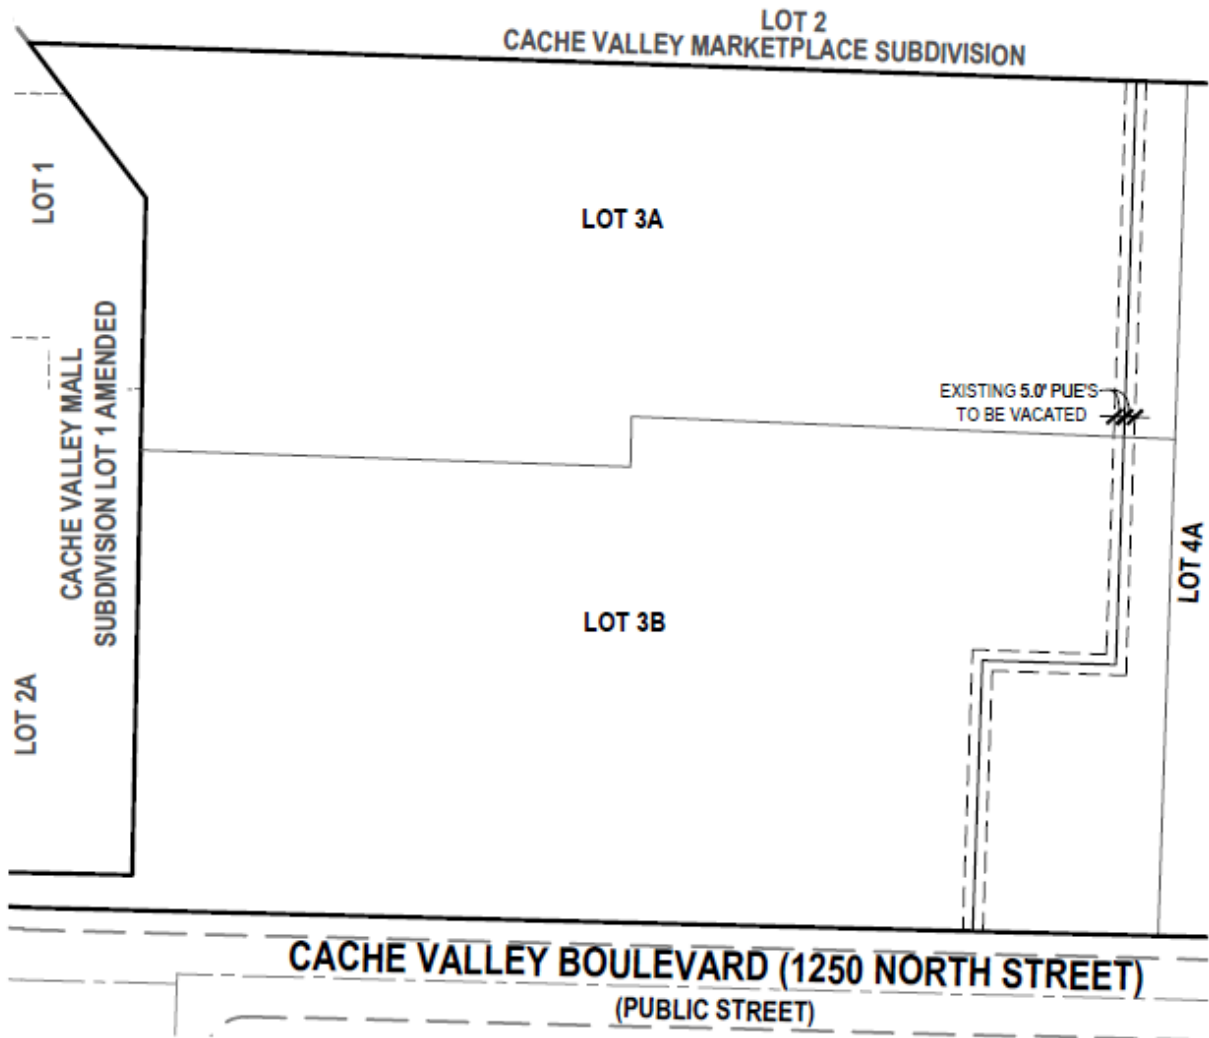 LOT 2
CACHE VALLEY MARKETPLACE SUBDIVISION
LOT 1
LOT 3A
CACHE VALLEY MALL
SUBDIVISION LOT 1 AMENDED
EXISTING 5.0' PUE'S
TO BE VACATED
LOT 4A
LOT 3B
LOT 2A
CACHE VALLEY BOULEVARD (1250 NORTH STREET)
(PUBLIC STREET)